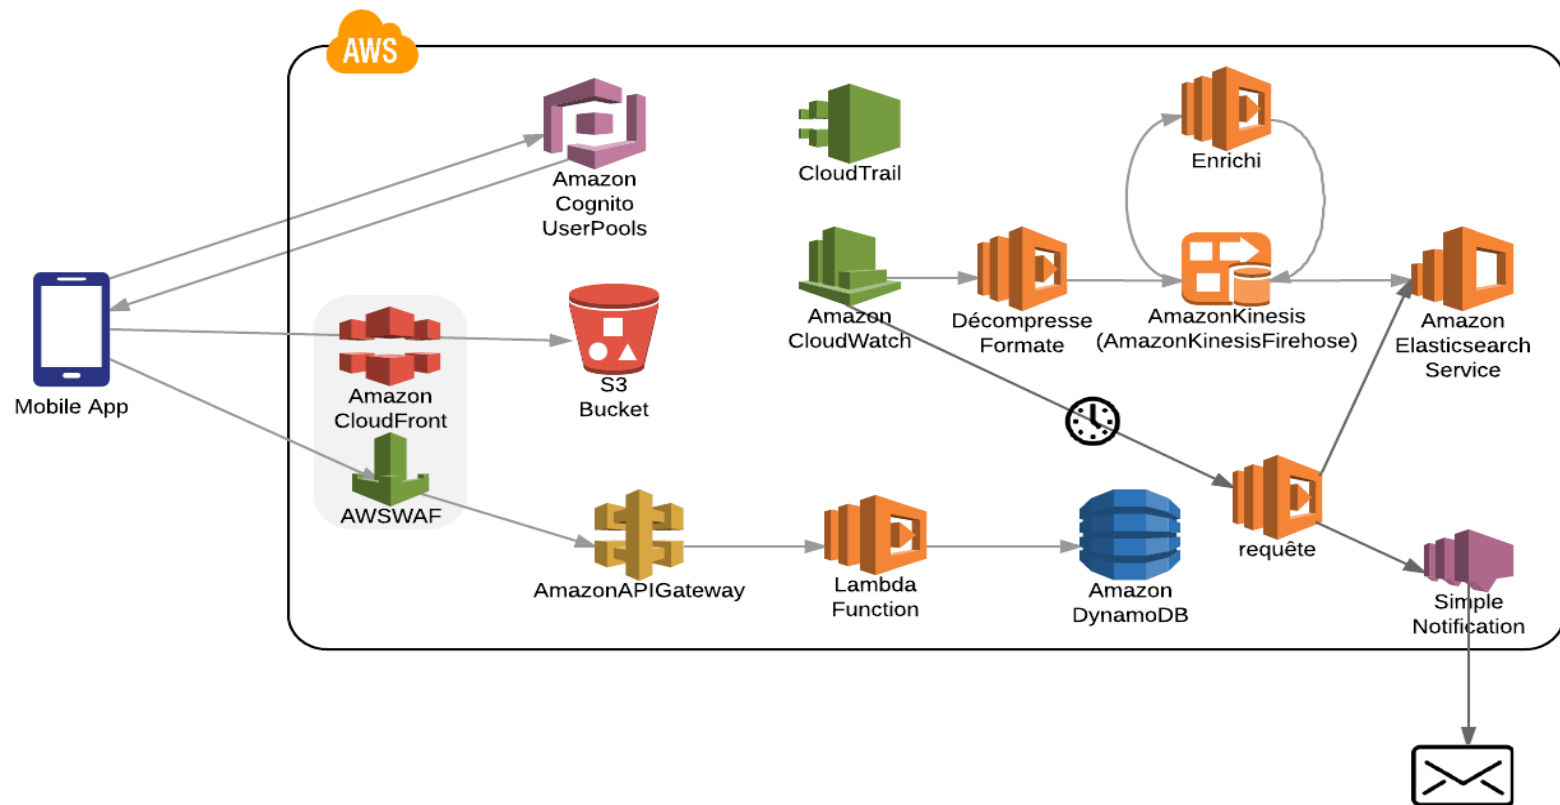 AWS
Amazon
Cognito
UserPools
CloudTrail
Enrichi
Mobile App
Amazon
CloudFront
AWSWAF
S3
Bucket
Amazon
CloudWatch
Décompresse
Formate
AmazonKinesis
(AmazonKinesisFirehose)
Amazon
Elasticsearch
Service
AmazonAPIGateway
Lambda
Function
Amazon
DynamoDB
requête
Simple
Notification